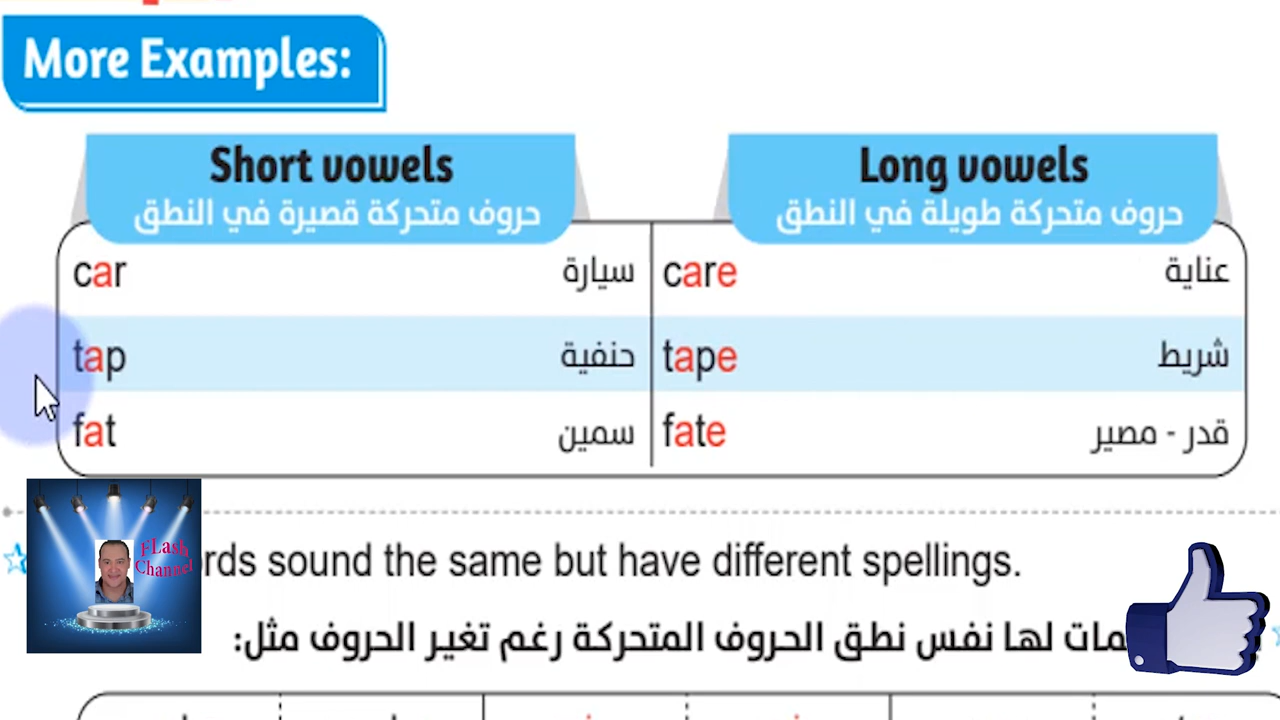 More Examples:
Short vowels
حروف متحركة قصيرة في النطق
Long vowels
حروف متحركة طويلة في النطق
car سيارة care عناية
tap حنفية tape شريط
fat سمين fate قدر - مصير
sound the same but have different spellings.
لها نفس نطق الحروف المتحركة رغم تغير الحروف مثل:
FLash
Channel